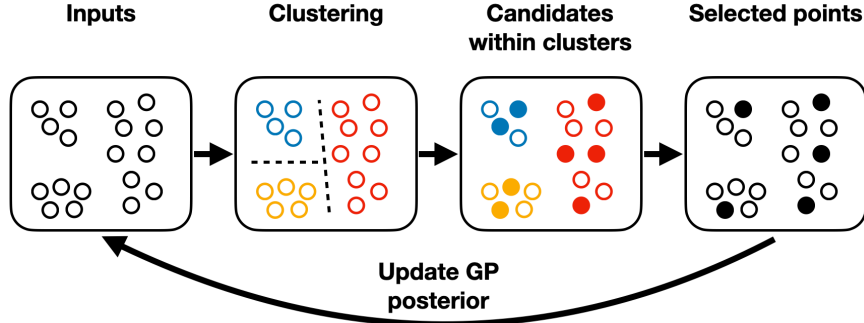 Inputs
Clustering
Candidates
within clusters
Selected points
Update GP
posterior